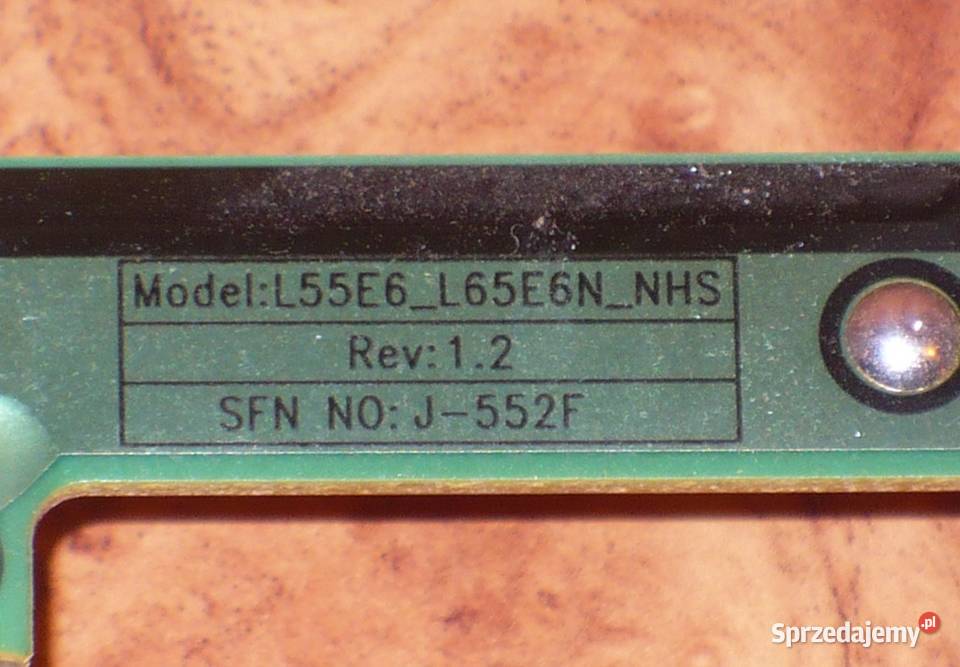 Model:L55E6_L65E6N_NHS
Rev:1.2
SFN NO:J-552F
Sprzedajemy.pl